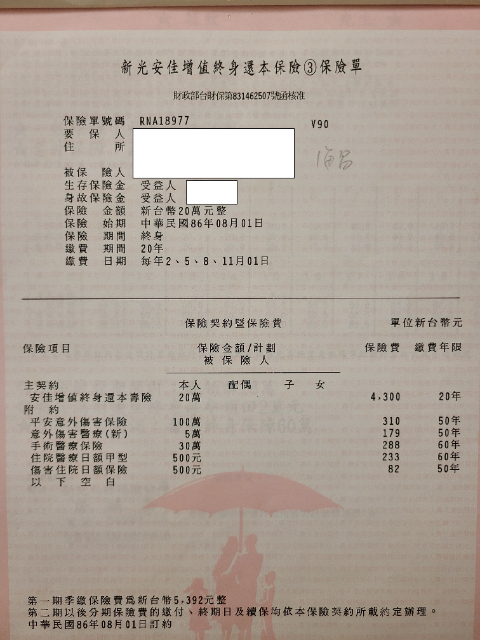 新光安佳增值終身還本保險③保險單
財政部台財保第831462507號函核准
保險單號碼 RNA18977
V90
要保人
住所
被保險人
生存保險金 受益人
身故保險金 受益人
保險金額 新台幣20萬元整
保險始期 中華民國86年08月01日
保險期間 終身
繳費期間 20年
繳費日期 每年2、5、8、11月01日
保險契約暨保險費 單位新台幣元
保險項目 保險金額/計劃 保險費 繳費年限
被保險人
主契約 本人 配偶 子女
安佳增值終身還本壽險 20萬 4,300 20年
附約
平安意外傷害保險 100萬 310 50年
意外傷害醫療(新) 5萬 179 50年
手術醫療保險 30萬 288 60年
住院醫療日額甲型 500元 233 60年
傷害住院日額保險 500元 82 50年
以下空白
第一期季繳保險費為新台幣5,392元整
第二期以後分期保險費的繳付、終期日及續保均依本保險契約所載約定辦理。
中華民國86年08月01日訂約